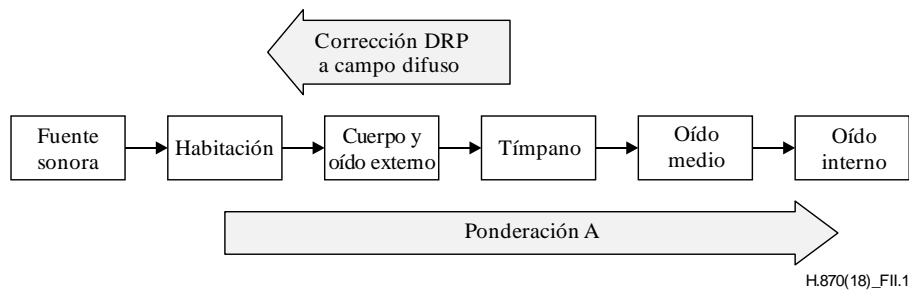 Corrección DRP
a campo difuso
Fuente
sonora
Habitación
Cuerpo y
oído externo
Tímpano
Oído
medio
Oído
interno
Ponderación A
H.870(18)_FII.1